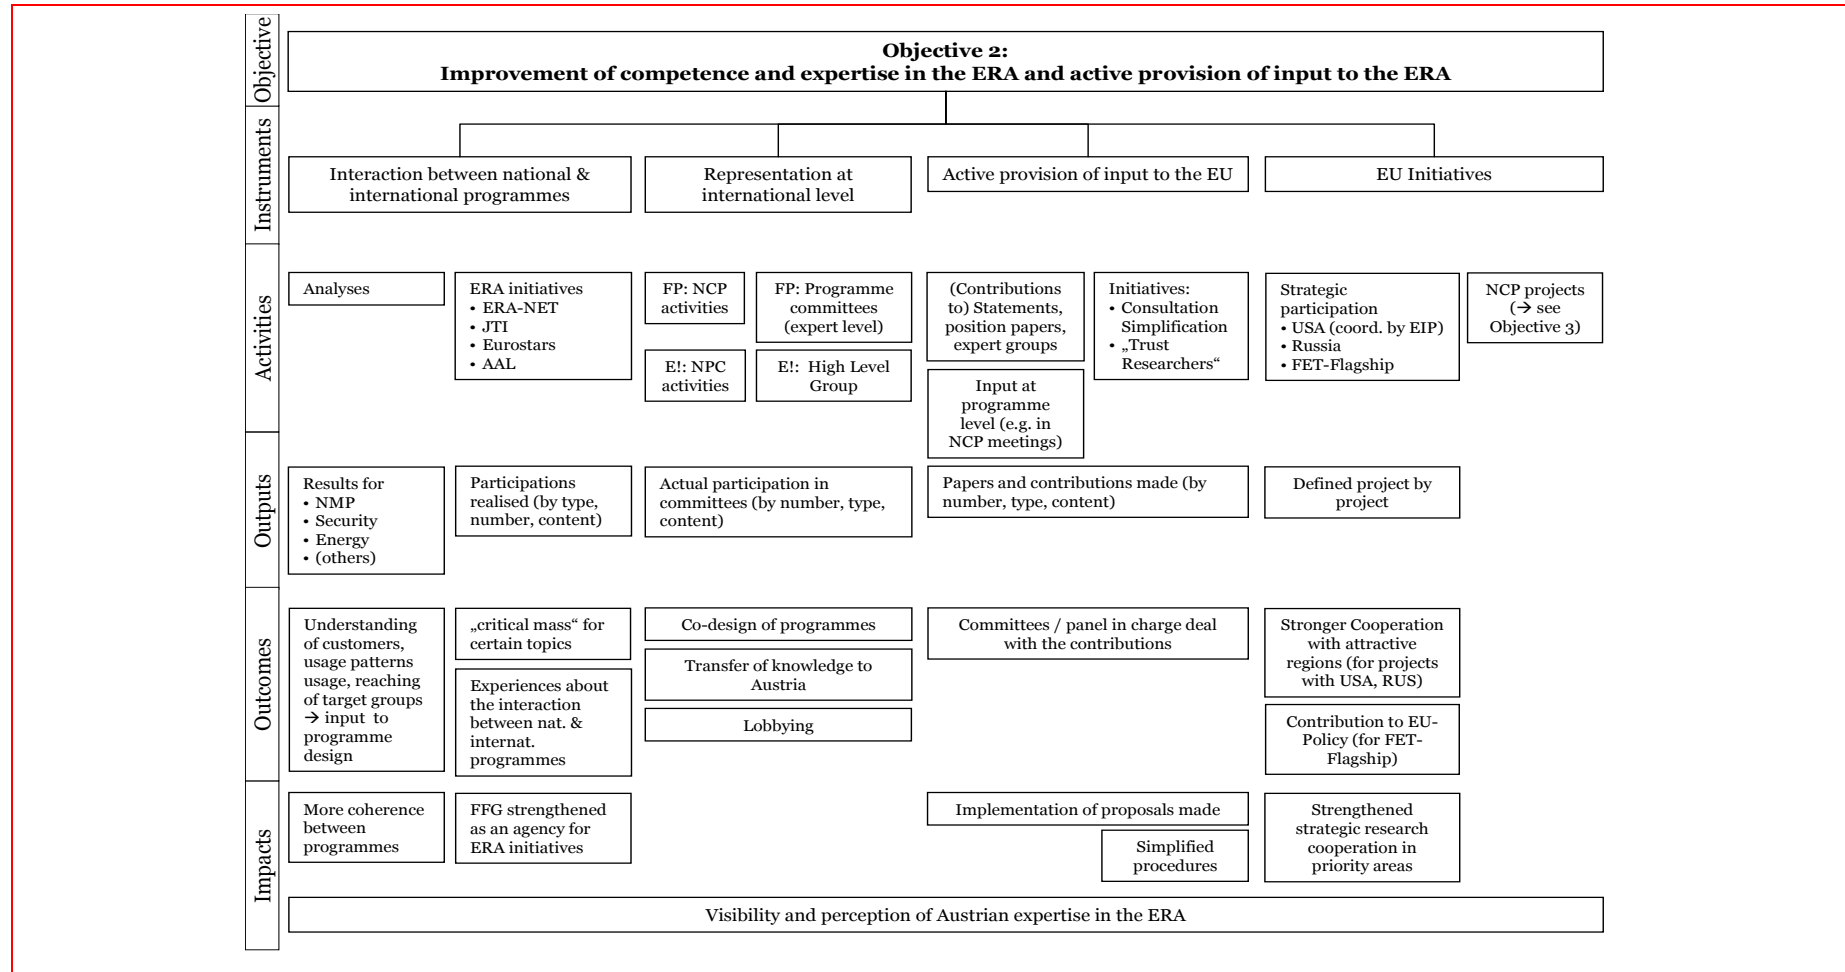 Objective
Objective 2:
Improvement of competence and expertise in the ERA and active provision of input to the ERA
Instruments
Interaction between national &
international programmes
Representation at
international level
Active provision of input to the EU
EU Initiatives
Activities
Analyses
ERA initiatives
• ERA-NET
• JTI
• Eurostars
• AAL
FP: NCP
activities
FP: Programme
committees
(expert level)
E!: NPC
activities
E!: High Level
Group
(Contributions
to) Statements,
position papers,
expert groups
Input at
programme
level (e.g. in
NCP meetings)
Initiatives:
• Consultation
Simplification
• „Trust
Researchers“
Strategic
participation
• USA (coord. by EIP)
• Russia
• FET-Flagship
NCP projects
(→ see
Objective 3)
Outputs
Results for
• NMP
• Security
• Energy
• (others)
Participations
realised (by type,
number, content)
Actual participation in
committees (by number, type,
content)
Papers and contributions made (by
number, type, content)
Defined project by
project
Outcomes
Understanding
of customers,
usage patterns
usage, reaching
of target groups
→ input to
programme
design
„critical mass“ for
certain topics
Experiences about
the interaction
between nat. &
internat.
programmes
Co-design of programmes
Transfer of knowledge to
Austria
Lobbying
Committees / panel in charge deal
with the contributions
Stronger Cooperation
with attractive
regions (for projects
with USA, RUS)
Contribution to EU-
Policy (for FET-
Flagship)
Impacts
More coherence
between
programmes
FFG strengthened
as an agency for
ERA initiatives
Implementation of proposals made
Simplified
procedures
Strengthened
strategic research
cooperation in
priority areas
Visibility and perception of Austrian expertise in the ERA